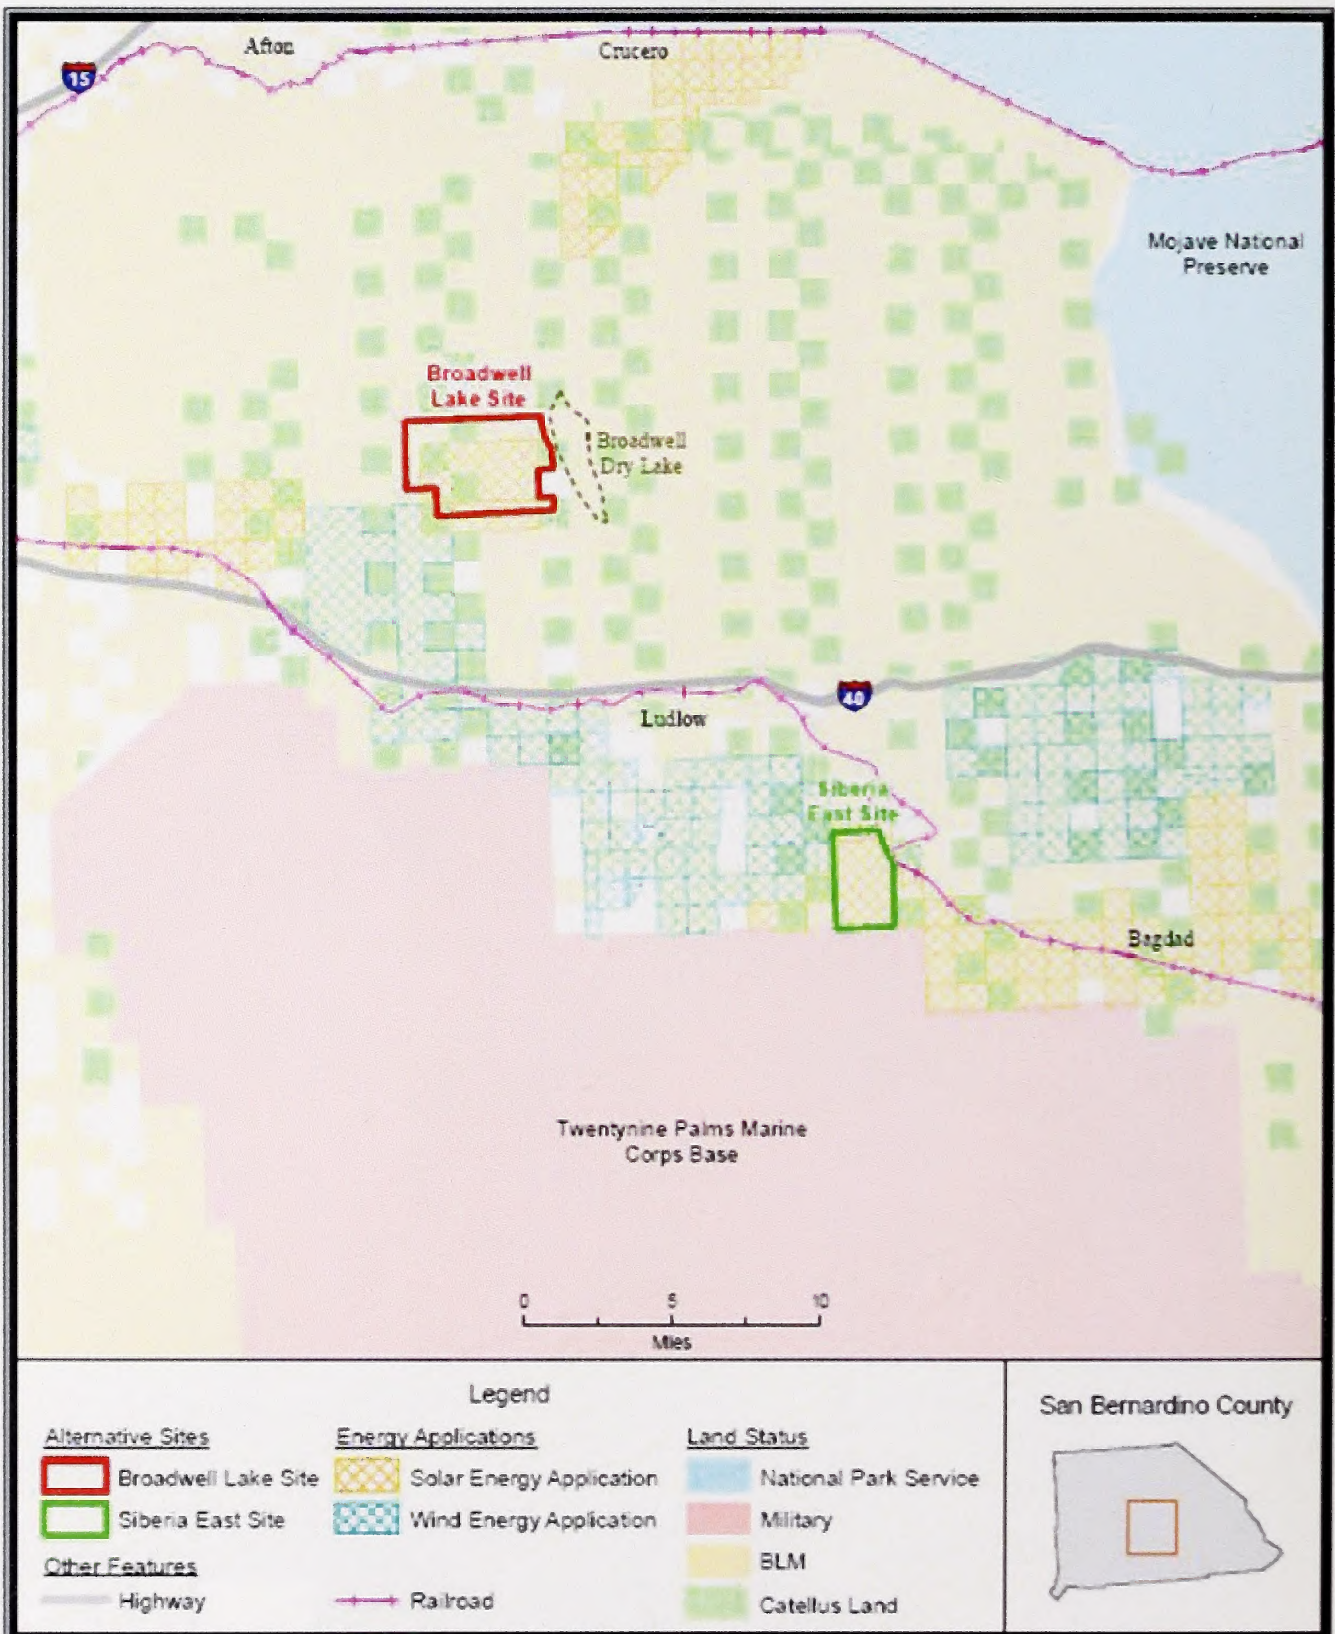 Afton
Crucero
15
Mojave National
Preserve
Broadwell
Lake Site
Broadwell
Dry Lake
40
Ludlow
Siberia
East Site
Bagdad
Twentynine Palms Marine
Corps Base
0 5 10
Miles
Legend
Alternative Sites
Broadwell Lake Site
Siberia East Site
Other Features
Highway
Energy Applications
Solar Energy Application
Wind Energy Application
Railroad
Land Status
National Park Service
Military
BLM
Catellus Land
San Bernardino County